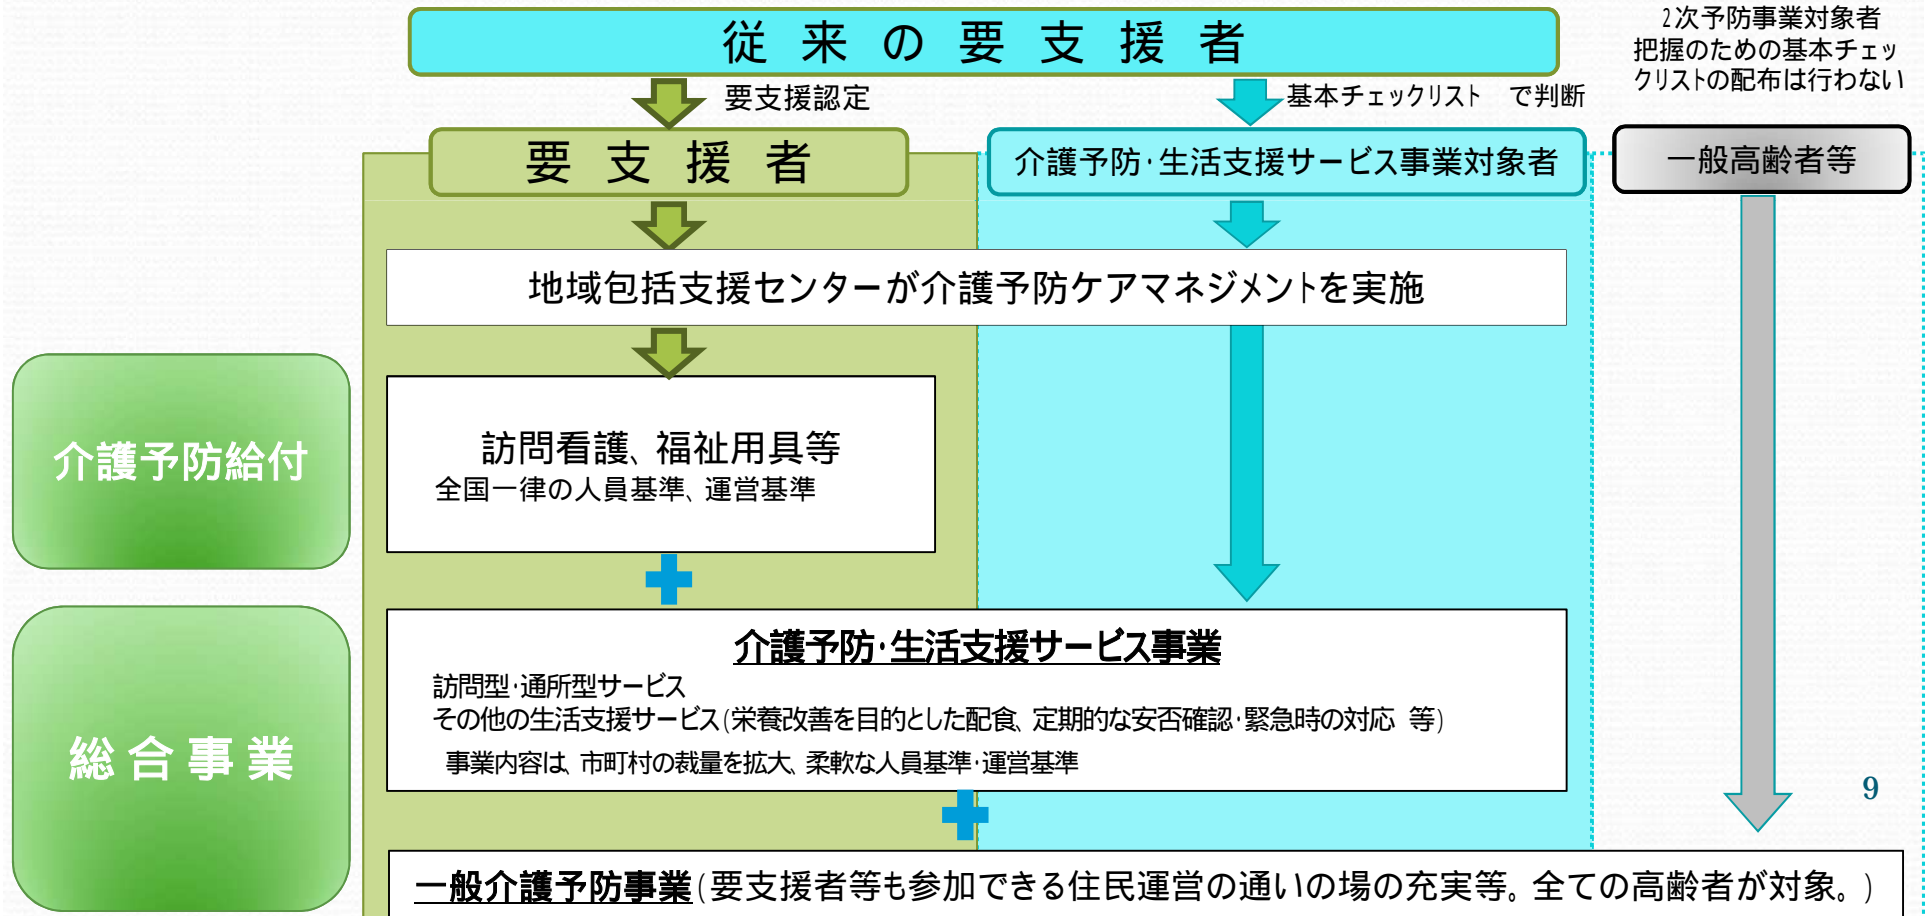 従来の要支援者
2次予防事業対象者
把握のための基本チェッ
クリストの配布は行わない
要支援認定
基本チェックリスト　で判断
要支援者
介護予防・生活支援サービス事業対象者
一般高齢者等
地域包括支援センターが介護予防ケアマネジメントを実施
介護予防給付
訪問看護、福祉用具等
全国一律の人員基準、運営基準
総合事業
介護予防・生活支援サービス事業
訪問型・通所型サービス
その他の生活支援サービス(栄養改善を目的とした配食、定期的な安否確認・緊急時の対応 等)
事業内容は、市町村の裁量を拡大、柔軟な人員基準・運営基準
9
一般介護予防事業(要支援者等も参加できる住民運営の通いの場の充実等。全ての高齢者が対象。)